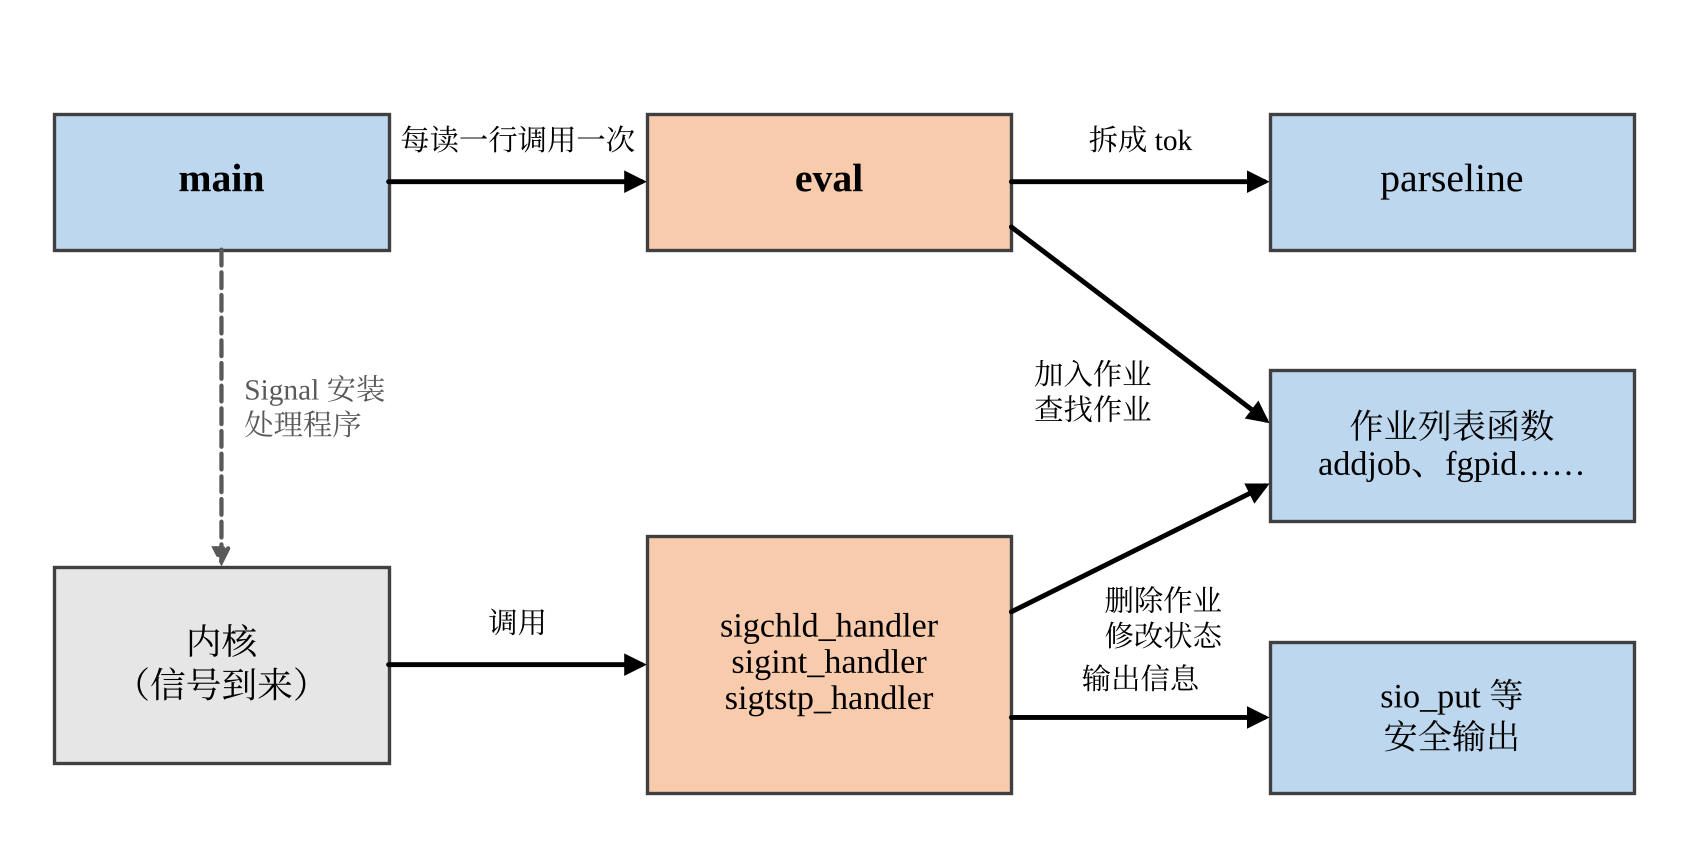 main
每读一行调用一次
eval
拆成 tok
parseline
Signal 安装
处理程序
加入作业
查找作业
作业列表函数
addjob、fgpid……
内核
（信号到来）
调用
sigchld_handler
sigint_handler
sigtstp_handler
删除作业
修改状态
输出信息
sio_put 等
安全输出